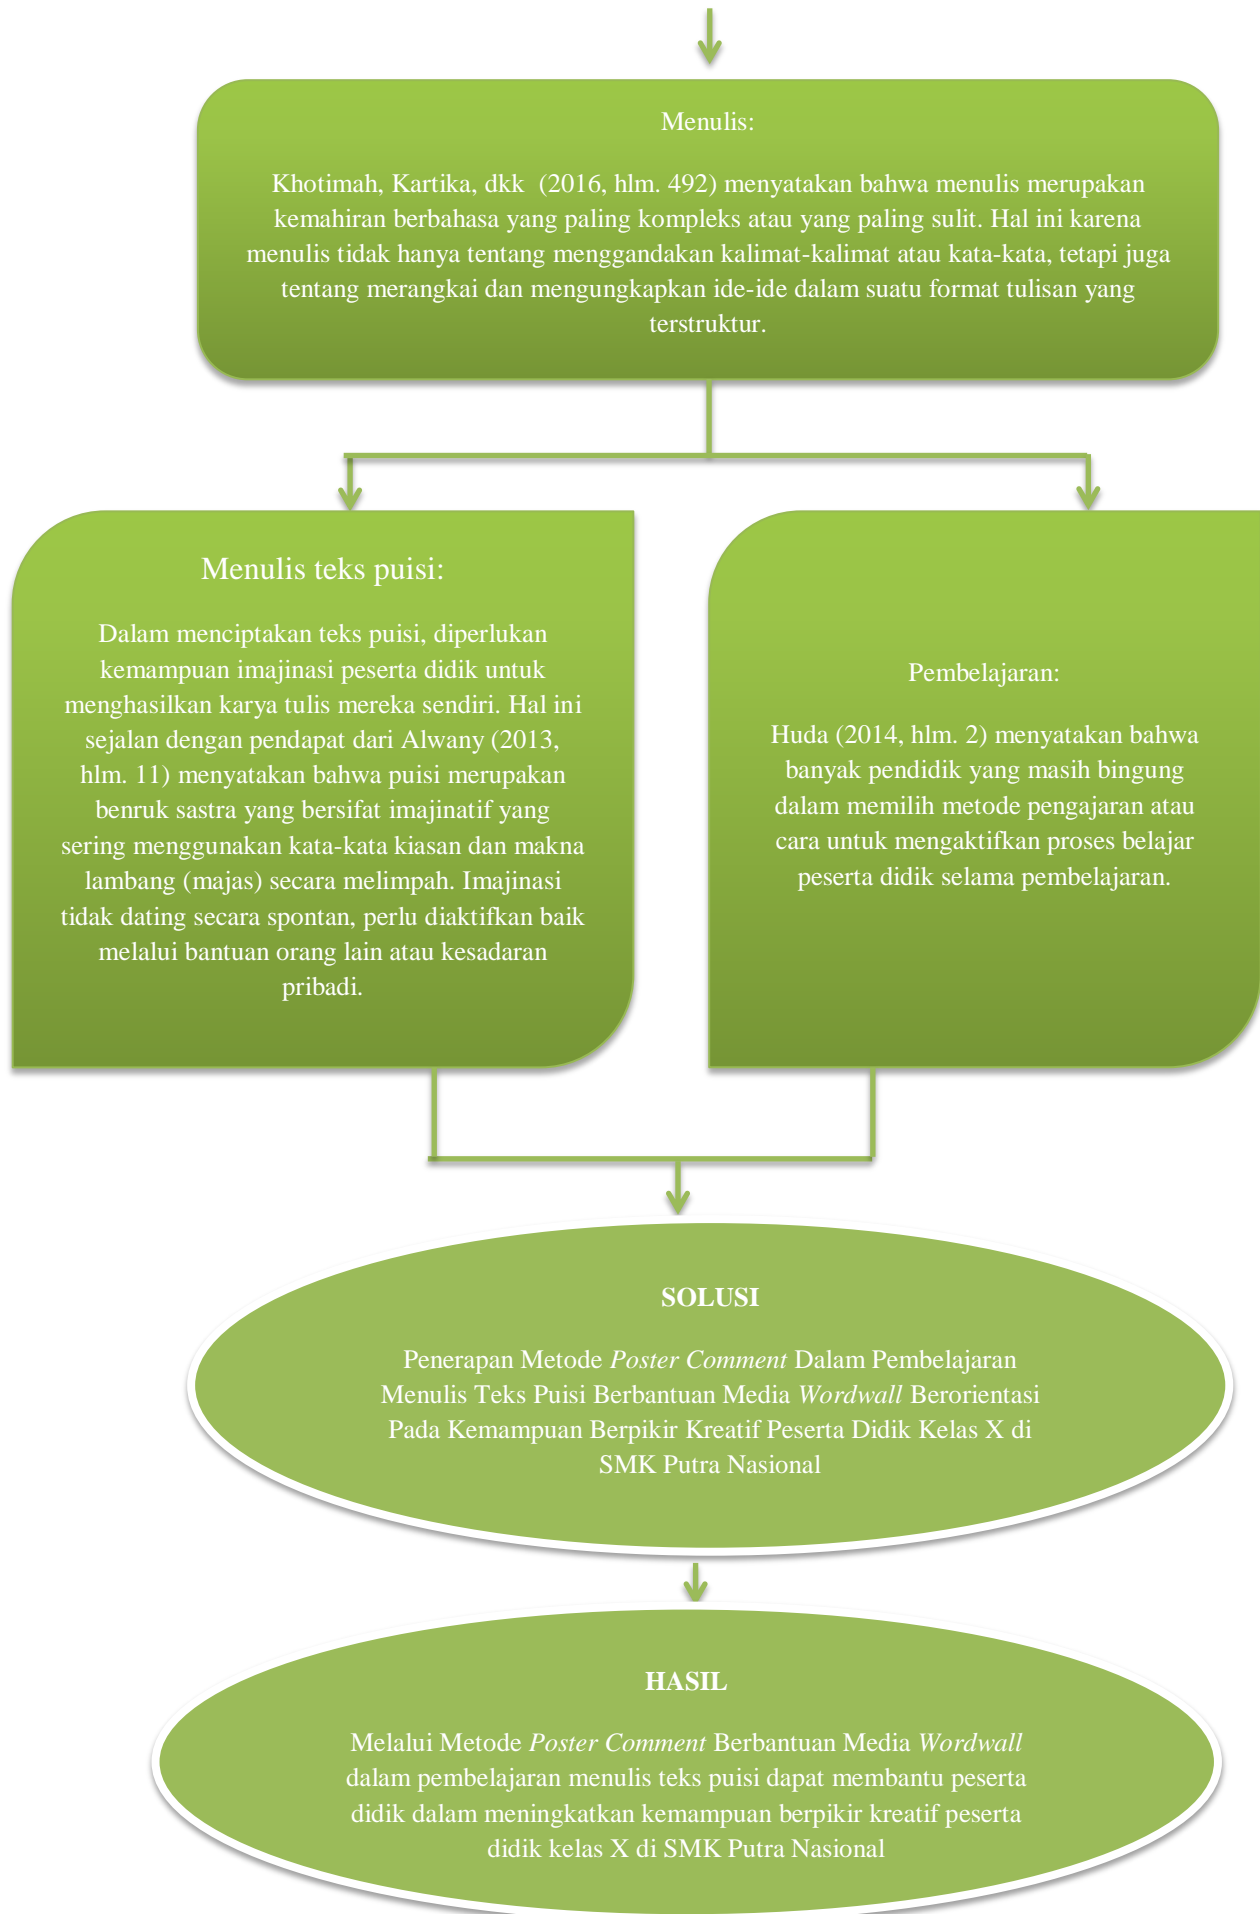 Menulis:
Khotimah, Kartika, dkk  (2016, hlm. 492) menyatakan bahwa menulis merupakan
kemahiran berbahasa yang paling kompleks atau yang paling sulit. Hal ini karena
menulis tidak hanya tentang menggandakan kalimat-kalimat atau kata-kata, tetapi juga
tentang merangkai dan mengungkapkan ide-ide dalam suatu format tulisan yang
terstruktur.
Menulis teks puisi:
Dalam menciptakan teks puisi, diperlukan
kemampuan imajinasi peserta didik untuk
menghasilkan karya tulis mereka sendiri. Hal ini
sejalan dengan pendapat dari Alwany (2013,
hlm. 11) menyatakan bahwa puisi merupakan
benruk sastra yang bersifat imajinatif yang
sering menggunakan kata-kata kiasan dan makna
lambang (majas) secara melimpah. Imajinasi
tidak dating secara spontan, perlu diaktifkan baik
melalui bantuan orang lain atau kesadaran
pribadi.
Pembelajaran:
Huda (2014, hlm. 2) menyatakan bahwa
banyak pendidik yang masih bingung
dalam memilih metode pengajaran atau
cara untuk mengaktifkan proses belajar
peserta didik selama pembelajaran.
SOLUSI
Penerapan Metode Poster Comment Dalam Pembelajaran
Menulis Teks Puisi Berbantuan Media Wordwall Berorientasi
Pada Kemampuan Berpikir Kreatif Peserta Didik Kelas X di
SMK Putra Nasional
HASIL
Melalui Metode Poster Comment Berbantuan Media Wordwall
dalam pembelajaran menulis teks puisi dapat membantu peserta
didik dalam meningkatkan kemampuan berpikir kreatif peserta
didik kelas X di SMK Putra Nasional